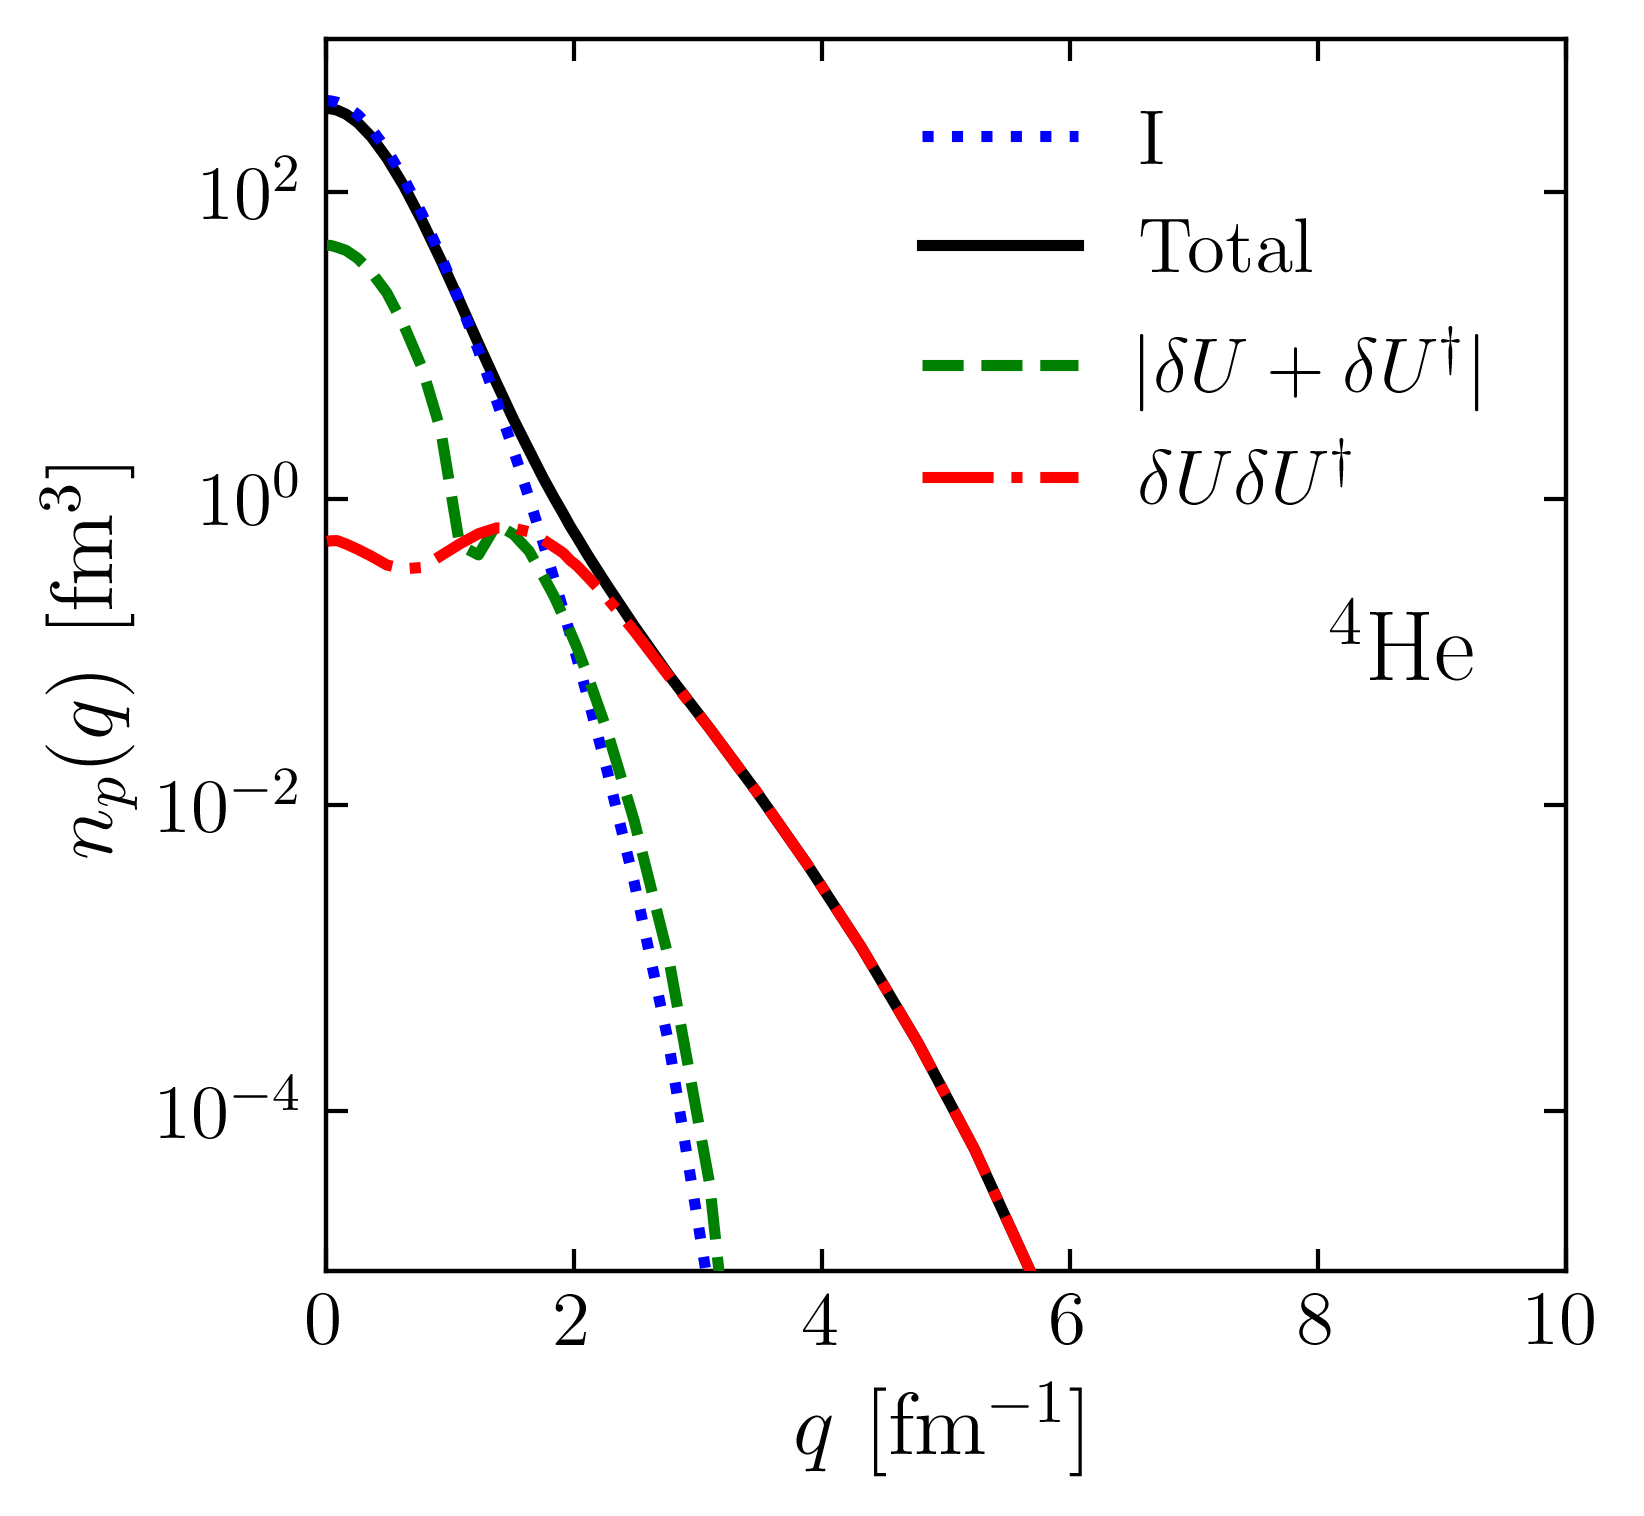 I
Total
|δU + δU†|
δUδU†
⁴He
n_p(q) [fm³]
10²
10⁰
10⁻²
10⁻⁴
0 2 4 6 8 10
q [fm⁻¹]